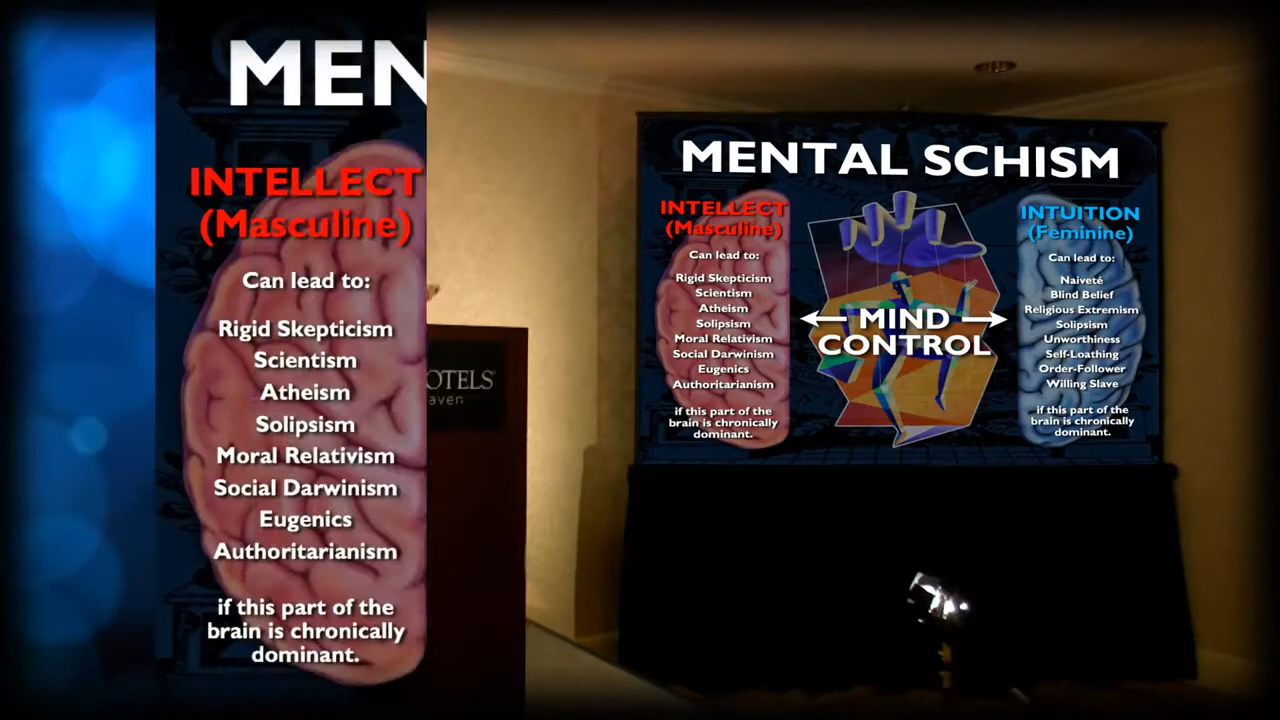 MEN
INTELLECT
(Masculine)
Can lead to:
Rigid Skepticism
Scientism
Atheism
Solipsism
Moral Relativism
Social Darwinism
Eugenics
Authoritarianism
if this part of the
brain is chronically
dominant.
OTELS
aven
MENTAL SCHISM
INTELLECT
(Masculine)
Can lead to:
Rigid Skepticism
Scientism
Atheism
Solipsism
Moral Relativism
Social Darwinism
Eugenics
Authoritarianism
if this part of the
brain is chronically
dominant.
MIND
CONTROL
INTUITION
(Feminine)
Can lead to:
Naiveté
Blind Belief
Religious Extremism
Solipsism
Unworthiness
Self-Loathing
Order-Follower
Willing Slave
if this part of the
brain is chronically
dominant.